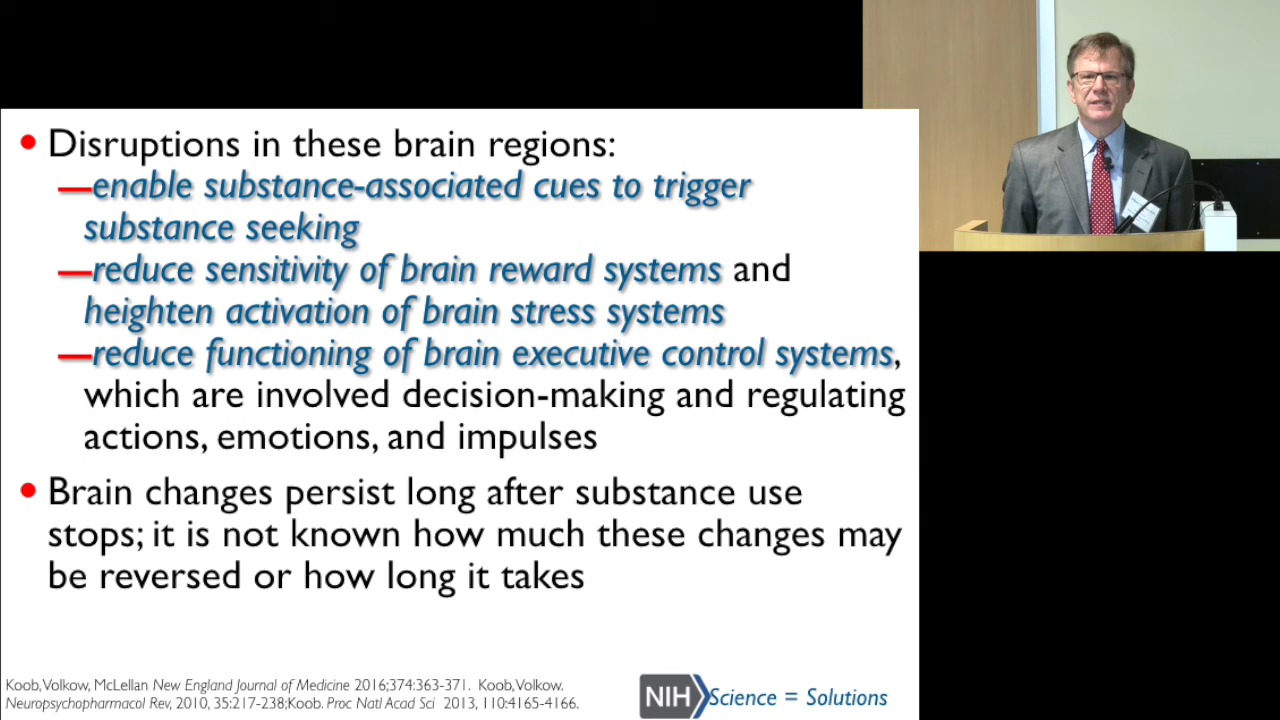 • Disruptions in these brain regions:
—enable substance-associated cues to trigger
substance seeking
—reduce sensitivity of brain reward systems and
heighten activation of brain stress systems
—reduce functioning of brain executive control systems,
which are involved decision-making and regulating
actions, emotions, and impulses
• Brain changes persist long after substance use
stops; it is not known how much these changes may
be reversed or how long it takes
Koob, Volkow, McLellan New England Journal of Medicine 2016;374:363-371. Koob, Volkow.
Neuropsychopharmacol Rev, 2010, 35:217-238;Koob. Proc Natl Acad Sci 2013, 110:4165-4166.
NIH Science = Solutions